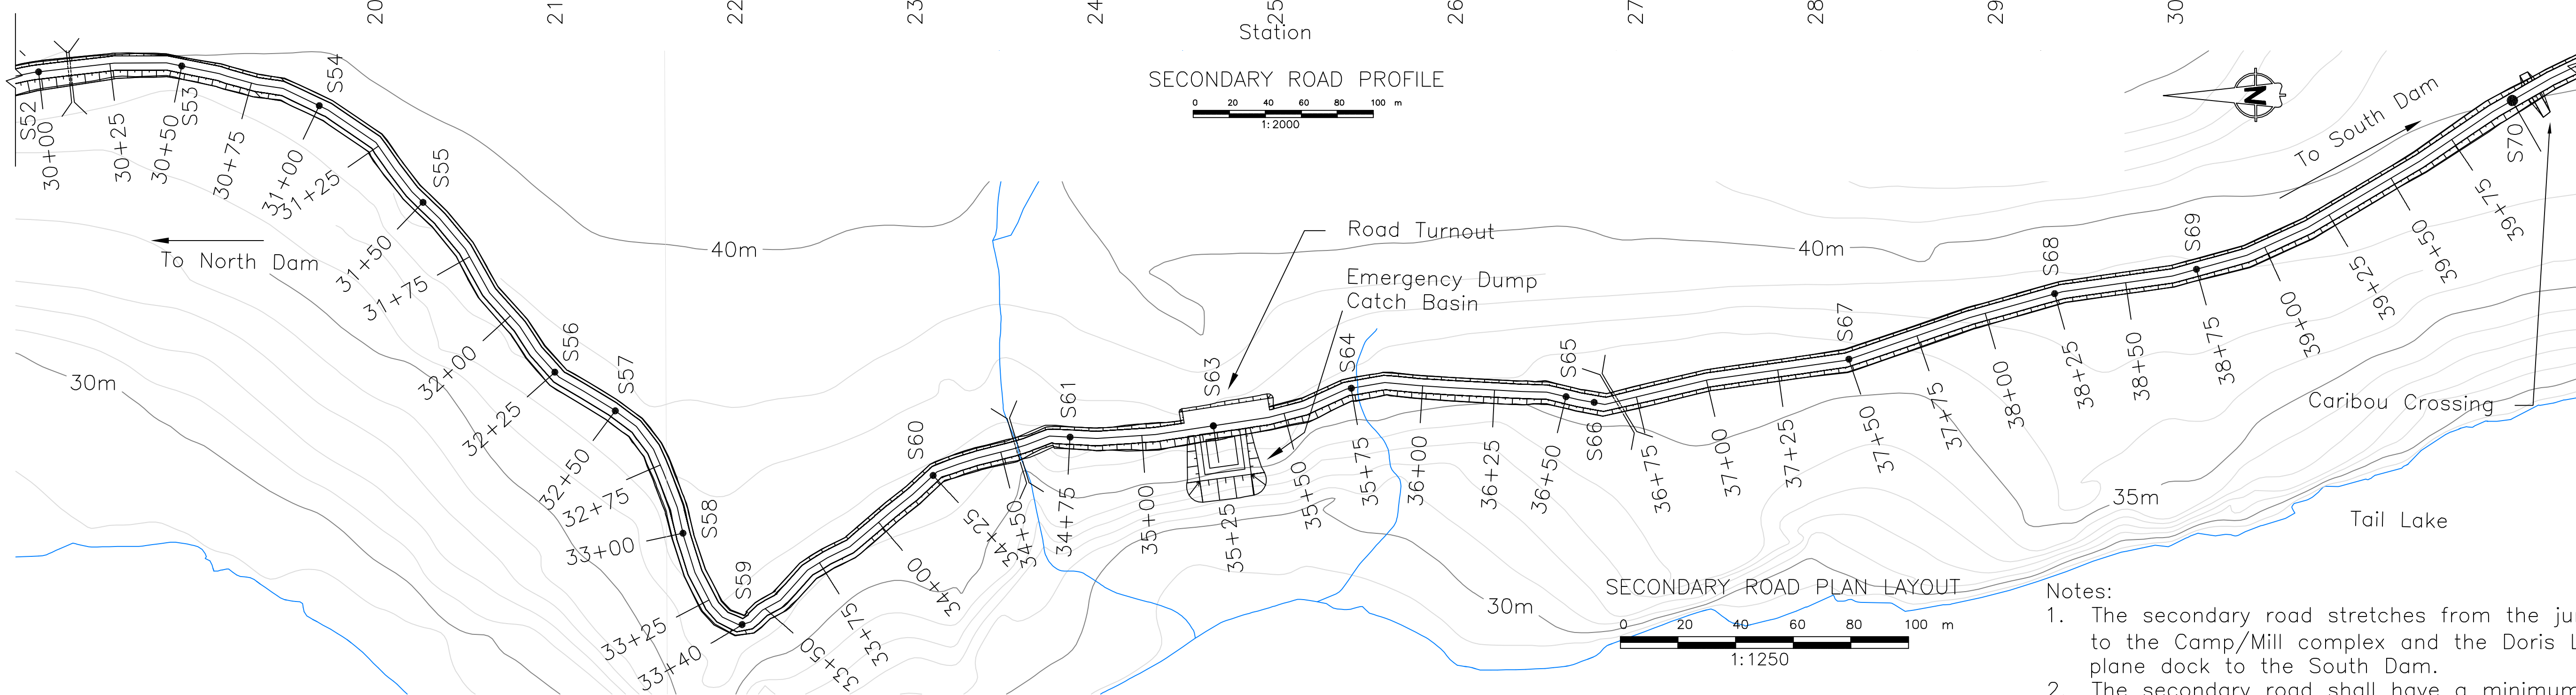 20
21
22
23
24
25
26
27
28
29
30
Station
SECONDARY ROAD PROFILE
0 20 40 60 80 100 m
1:2000
N
To South Dam
To North Dam
40m
40m
30m
30m
35m
Road Turnout
Emergency Dump
Catch Basin
Caribou Crossing
Tail Lake
S52
S53
S54
S55
S56
S57
S58
S59
S60
S61
S63
S64
S65
S66
S67
S68
S69
S70
30+00
30+25
30+50
30+75
31+00
31+25
31+50
31+75
32+00
32+25
32+50
32+75
33+00
33+25
33+40
33+50
33+75
34+00
34+25
34+50
34+75
35+00
35+25
35+50
35+75
36+00
36+25
36+50
36+75
37+00
37+25
37+50
37+75
38+00
38+25
38+50
38+75
39+00
39+25
39+50
39+75
SECONDARY ROAD PLAN LAYOUT
0 20 40 60 80 100 m
1:1250
Notes:
1. The secondary road stretches from the ju
to the Camp/Mill complex and the Doris L
plane dock to the South Dam.
2. The secondary road shall have a minimum